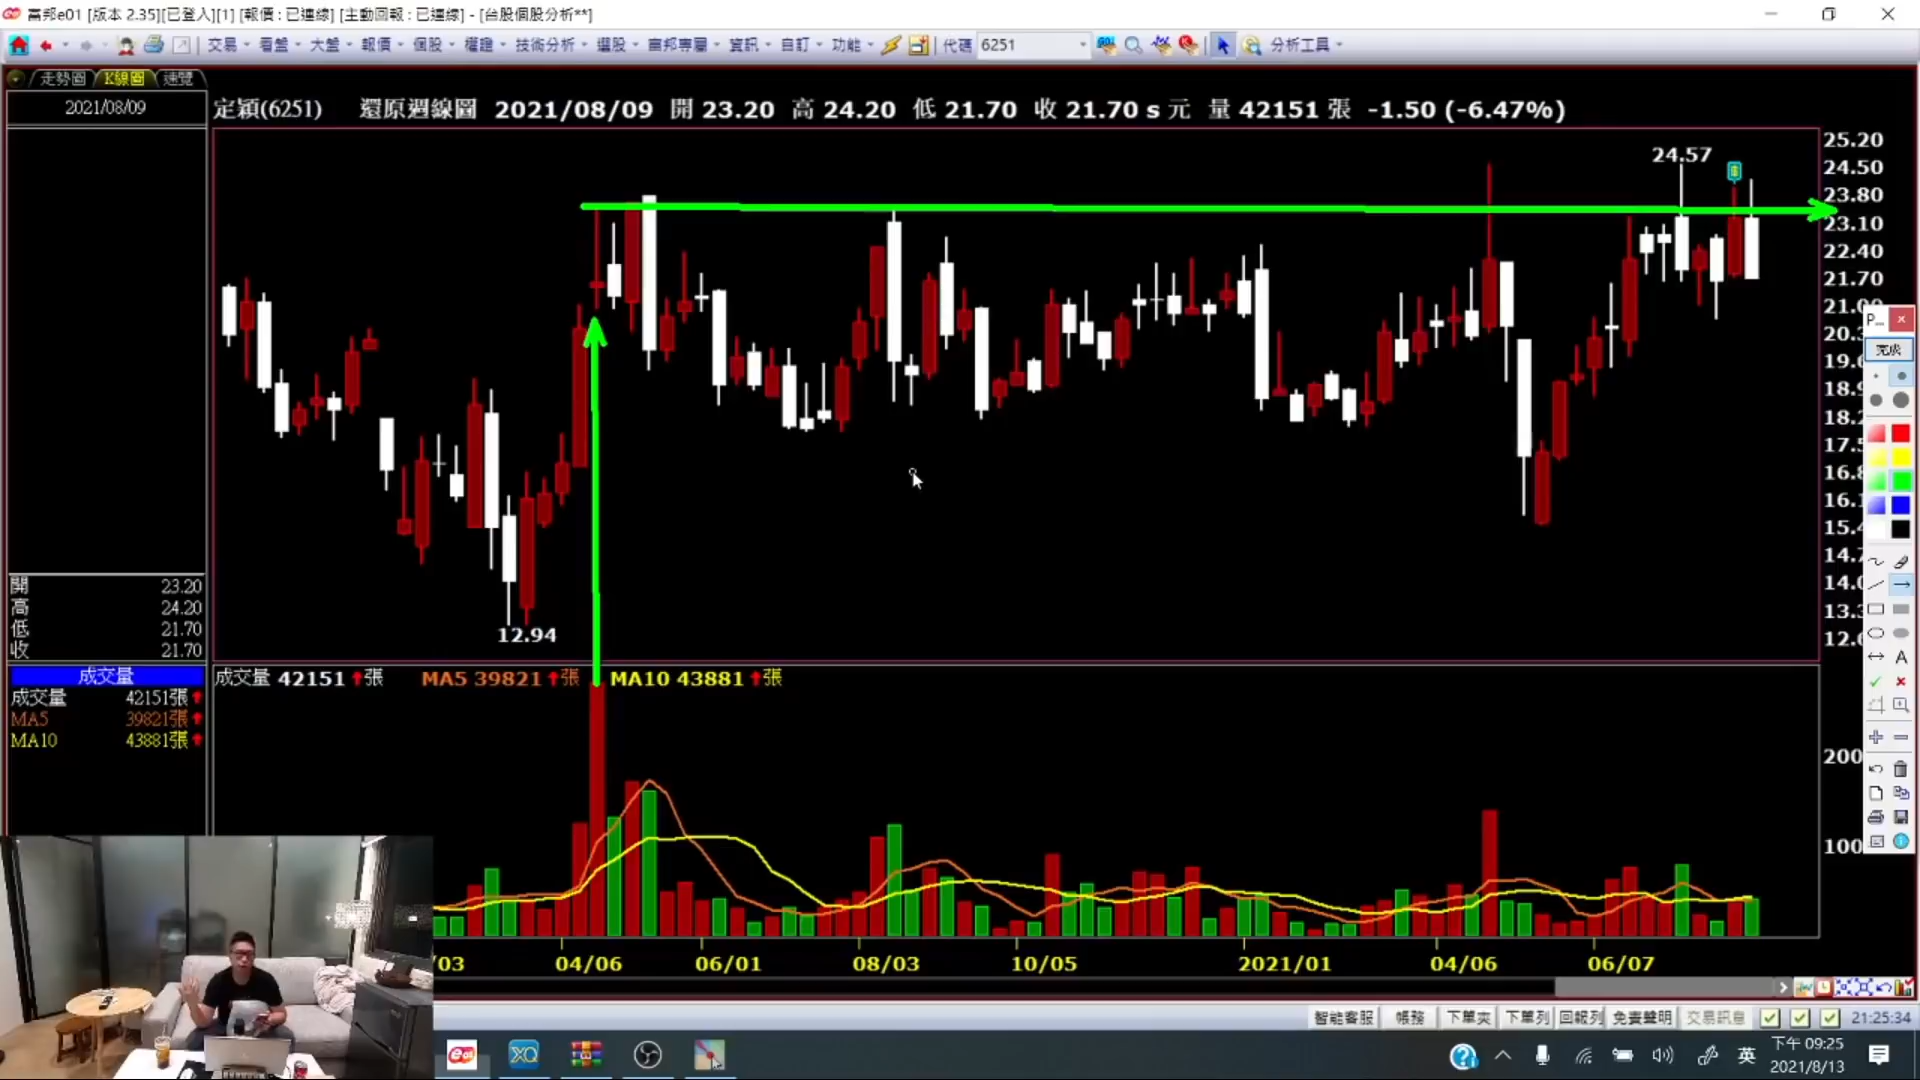 富邦e01 [版本 2.35][已登入][1] [報價 : 已連線] [主動回報 : 已連線] - [台股個股分析**]
交易 看盤 大盤 報價 個股 權證 技術分析 選股 富邦專屬 資訊 自訂 功能 代碼 6251 分析工具
走勢圖 K線圖 速覽
2021/08/09
定穎(6251) 還原週線圖 2021/08/09 開 23.20 高 24.20 低 21.70 收 21.70 s 元 量 42151 張 -1.50 (-6.47%)
25.20
24.57
24.50
23.80
23.10
22.40
21.70
P...
完成
12.94
開 23.20
高 24.20
低 21.70
收 21.70
成交量
成交量 42151張
MA5 39821張
MA10 43881張
成交量 42151 張 MA5 39821 張 MA10 43881 張
A
200
100
/03 04/06 06/01 08/03 10/05 2021/01 04/06 06/07
智能客服 帳務 下單夾 下單列 回報列 免責聲明 交易訊息 21:25:34
e01 XQ 英 下午 09:25
2021/8/13